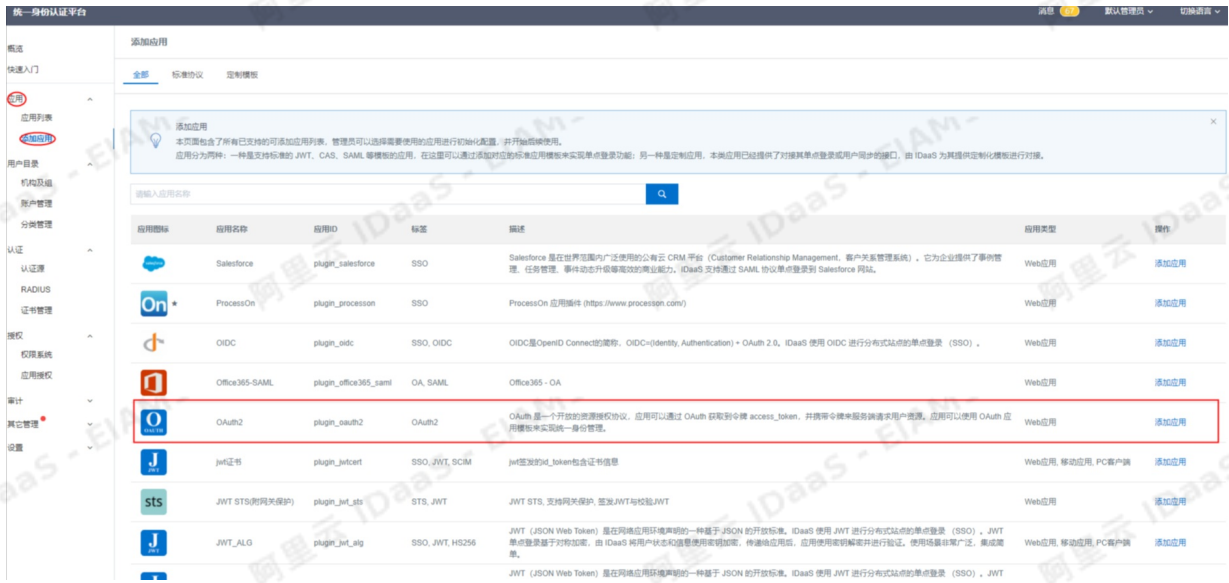 统一身份认证平台
消息 67 默认管理员 切换语言
概览
快速入门
应用
应用列表
添加应用
用户目录
机构及组
账户管理
分类管理
认证
认证源
RADIUS
证书管理
授权
权限系统
应用授权
审计
其它管理
设置
添加应用
全部 标准协议 定制模板
添加应用
本页面包含了所有已支持的可添加应用列表，管理员可以选择需要使用的应用进行初始化配置，并开始后续使用。
应用分为两种：一种是支持标准的 JWT、CAS、SAML 等模板的应用，在这里可以通过添加对应的标准应用模板来实现单点登录功能；另一种是定制应用，本类应用已经提供了对接其单点登录或用户同步的接口，由 IDaaS 为其提供定制化模板进行对接。
请输入应用名称
应用图标 应用名称 应用ID 标签 描述 应用类型 操作
Salesforce plugin_salesforce SSO Salesforce 是在世界范围内广泛使用的公有云 CRM 平台（Customer Relationship Management，客户关系管理系统）。它为企业提供了事例管
理、任务管理、事件动态升级等高效的商业能力。IDaaS 支持通过 SAML 协议单点登录到 Salesforce 网站。 Web应用 添加应用
On ProcessOn plugin_processon SSO ProcessOn 应用插件 (https://www.processon.com/) Web应用 添加应用
OIDC plugin_oidc SSO, OIDC OIDC是OpenID Connect的简称，OIDC=(Identity, Authentication) + OAuth 2.0。IDaaS 使用 OIDC 进行分布式站点的单点登录 （SSO）。 Web应用 添加应用
Office365-SAML plugin_office365_saml OA, SAML Office365 - OA Web应用 添加应用
O OAUTH OAuth2 plugin_oauth2 OAuth2 OAuth 是一个开放的资源授权协议，应用可以通过 OAuth 获取到令牌 access_token，并携带令牌来服务端请求用户资源。应用可以使用 OAuth 应
用模板来实现统一身份管理。 Web应用 添加应用
J JWT jwt证书 plugin_jwtcert SSO, JWT, SCIM jwt签发的id_token包含证书信息 Web应用, 移动应用, PC客户端 添加应用
sts JWT STS(附网关保护) plugin_jwt_sts STS, JWT JWT STS, 支持网关保护, 签发JWT与校验JWT Web应用 添加应用
J JWT JWT_ALG plugin_jwt_alg SSO, JWT, HS256 JWT（JSON Web Token）是在网络应用环境声明的一种基于 JSON 的开放标准。IDaaS 使用 JWT 进行分布式站点的单点登录 （SSO）。JWT
单点登录基于对称加密，由 IDaaS 将用户状态和信息使用密钥加密，传递给应用后，应用使用密钥解密并进行验证。使用场景非常广泛，集成简
单。 Web应用, 移动应用, PC客户端 添加应用
JWT（JSON Web Token）是在网络应用环境声明的一种基于 JSON 的开放标准。IDaaS 使用 JWT 进行分布式站点的单点登录 （SSO）。JWT
阿里云 IDaaS - EIAM